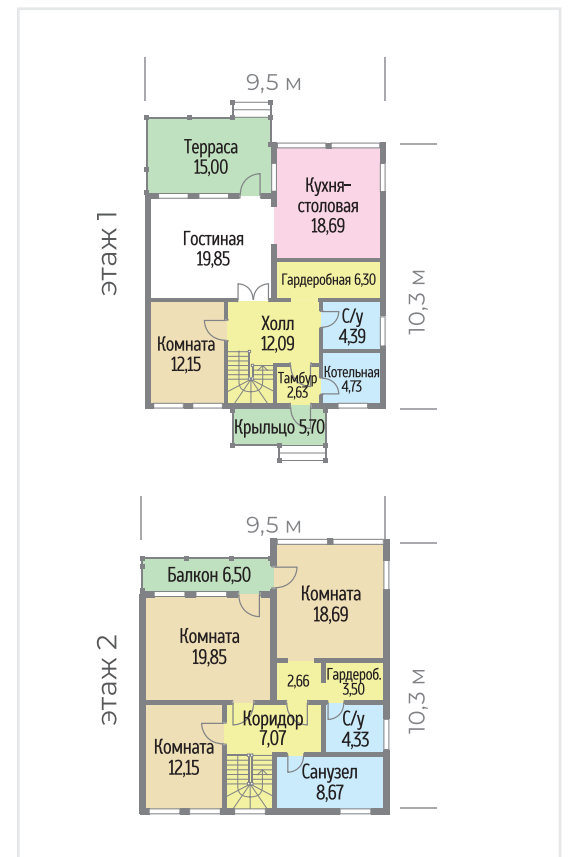 9,5 м
Терраса
15,00
Кухня–
столовая
18,69
этаж 1
Гостиная
19,85
Гардеробная 6,30
10,3 м
Холл
12,09
С/у
4,39
Комната
12,15
Тамбур
2,63
Котельная
4,73
Крыльцо 5,70
9,5 м
Балкон 6,50
Комната
18,69
этаж 2
Комната
19,85
2,66
Гардероб.
3,50
10,3 м
Коридор
7,07
С/у
4,33
Комната
12,15
Санузел
8,67